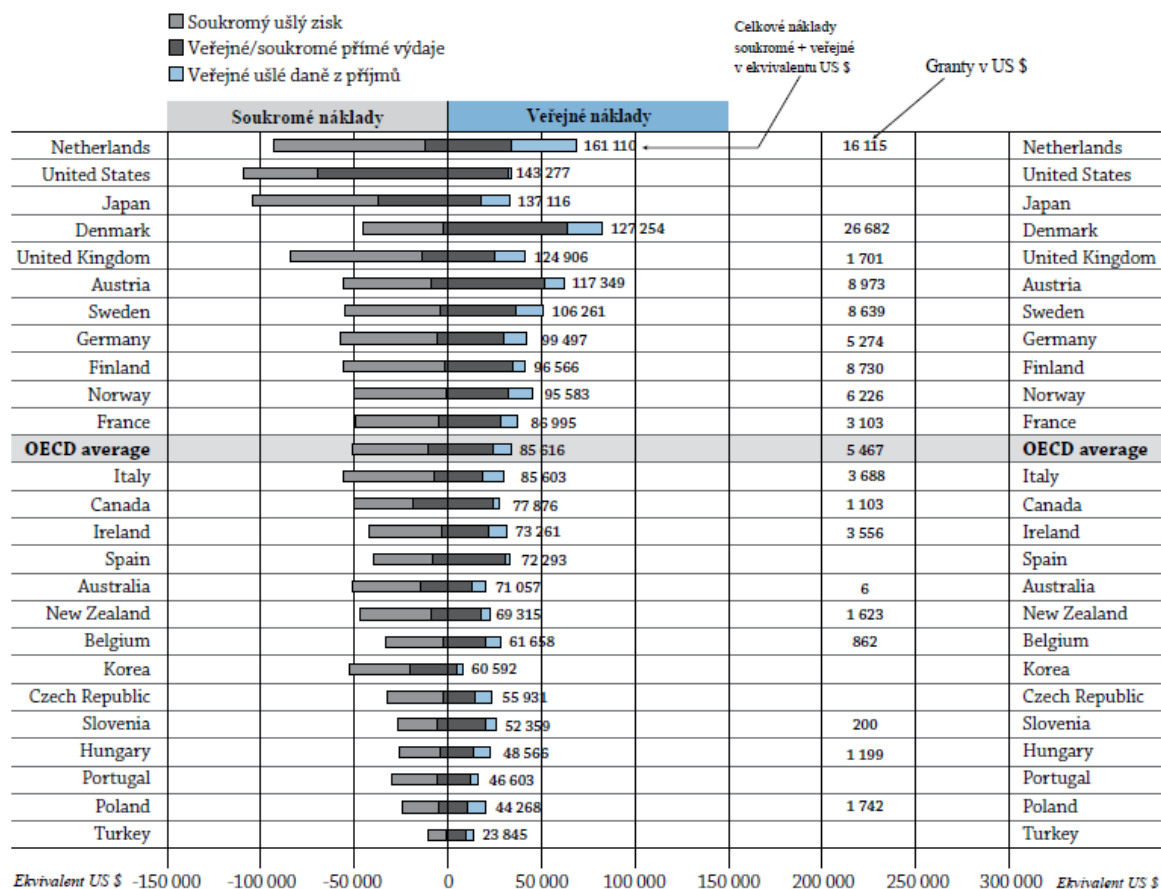 Soukromý ušlý zisk
Veřejné/soukromé přímé výdaje
Veřejné ušlé daně z příjmů
Celkové náklady
soukromé + veřejné
v ekvivalentu US $
Granty v US $
Soukromé náklady Veřejné náklady
Netherlands 161 110 16 115 Netherlands
United States 143 277 United States
Japan 137 116 Japan
Denmark 127 254 26 682 Denmark
United Kingdom 124 906 1 701 United Kingdom
Austria 117 349 8 973 Austria
Sweden 106 261 8 639 Sweden
Germany 99 497 5 274 Germany
Finland 96 566 8 730 Finland
Norway 95 583 6 226 Norway
France 86 995 3 103 France
OECD average 85 616 5 467 OECD average
Italy 85 603 3 688 Italy
Canada 77 876 1 103 Canada
Ireland 73 261 3 556 Ireland
Spain 72 293 Spain
Australia 71 057 6 Australia
New Zealand 69 315 1 623 New Zealand
Belgium 61 658 862 Belgium
Korea 60 592 Korea
Czech Republic 55 931 Czech Republic
Slovenia 52 359 200 Slovenia
Hungary 48 566 1 199 Hungary
Portugal 46 603 Portugal
Poland 44 268 1 742 Poland
Turkey 23 845 Turkey
Ekvivalent US $ -150 000 -100 000 -50 000 0 50 000 100 000 150 000 200 000 250 000 300 000 Ekvivalent US $